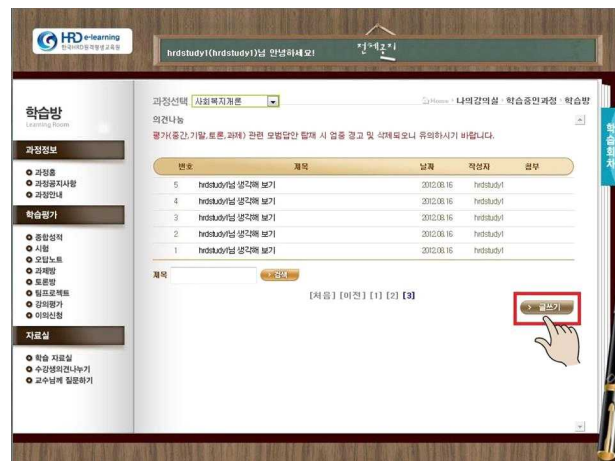 HRD e-learning
한국HRD원격평생교육원
hrdstudy1(hrdstudy1)님 안녕하세요!
전체공지
학습방
Learning Room
과정정보
과정홈
과정공지사항
과정안내
학습평가
종합성적
시험
오답노트
과제방
토론방
팀프로젝트
강의평가
이의신청
자료실
학습 자료실
수강생의견나누기
교수님께 질문하기
과정선택 사회복지개론
Home · 나의강의실 · 학습중인과정 · 학습방
의견나눔
평가(중간,기말,토론,과제) 관련 모범답안 탑재 시 엄중 경고 및 삭제되오니 유의하시기 바랍니다.
번호 제목 날짜 작성자 첨부
5 hrdstudy1님 생각해 보기 2012.08.16 hrdstudy1
4 hrdstudy1님 생각해 보기 2012.08.16 hrdstudy1
3 hrdstudy1님 생각해 보기 2012.08.16 hrdstudy1
2 hrdstudy1님 생각해 보기 2012.08.16 hrdstudy1
1 hrdstudy1님 생각해 보기 2012.08.16 hrdstudy1
제목 검색
[처음] [이전] [1] [2] [3]
글쓰기
학습회차